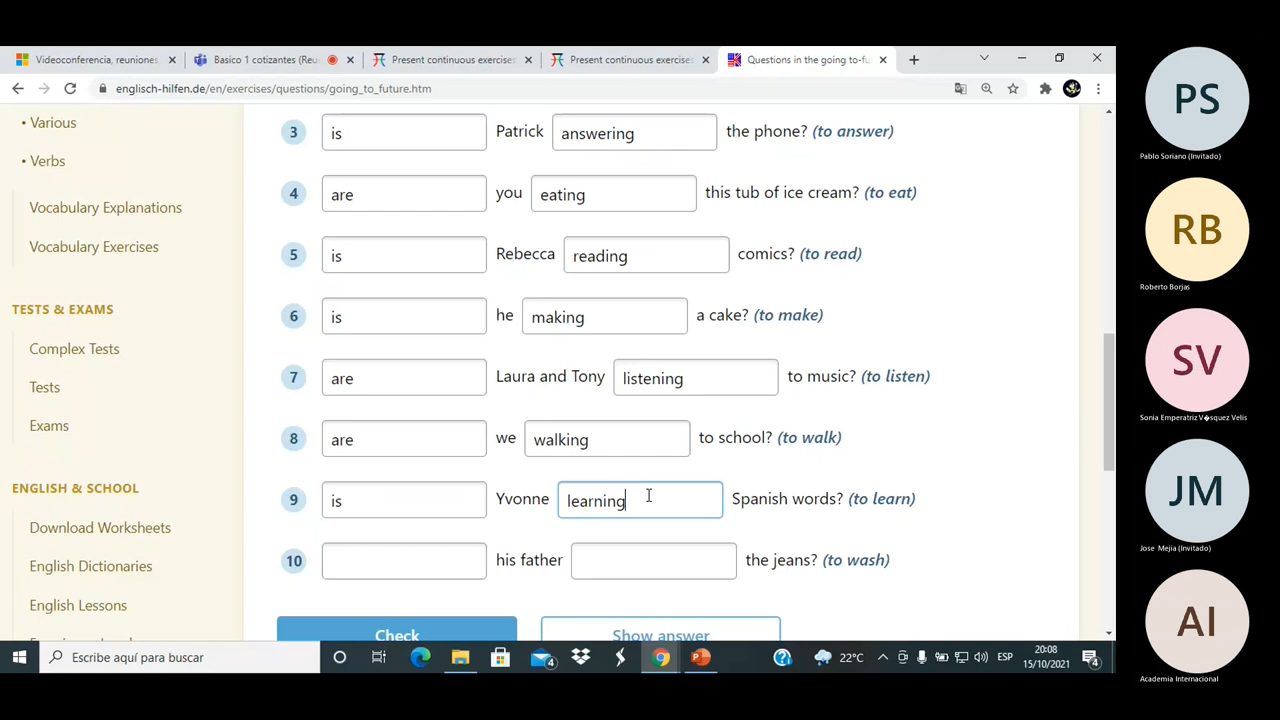 Videoconferencia, reuniones
Basico 1 cotizantes (Reu
Present continuous exercises
Present continuous exercises
Questions in the going to-fu
englisch-hilfen.de/en/exercises/questions/going_to_future.htm
• Various
• Verbs
Vocabulary Explanations
Vocabulary Exercises
TESTS & EXAMS
Complex Tests
Tests
Exams
ENGLISH & SCHOOL
Download Worksheets
English Dictionaries
English Lessons
3 is Patrick answering the phone? (to answer)
4 are you eating this tub of ice cream? (to eat)
5 is Rebecca reading comics? (to read)
6 is he making a cake? (to make)
7 are Laura and Tony listening to music? (to listen)
8 are we walking to school? (to walk)
9 is Yvonne learning Spanish words? (to learn)
10 his father the jeans? (to wash)
Check Show answer
Escribe aquí para buscar
4
22°C
ESP
20:08
15/10/2021
4
PS
Pablo Soriano (Invitado)
RB
Roberto Borjas
SV
Sonia Emperatriz V�squez Velis
JM
Jose Mejia (Invitado)
AI
Academia Internacional